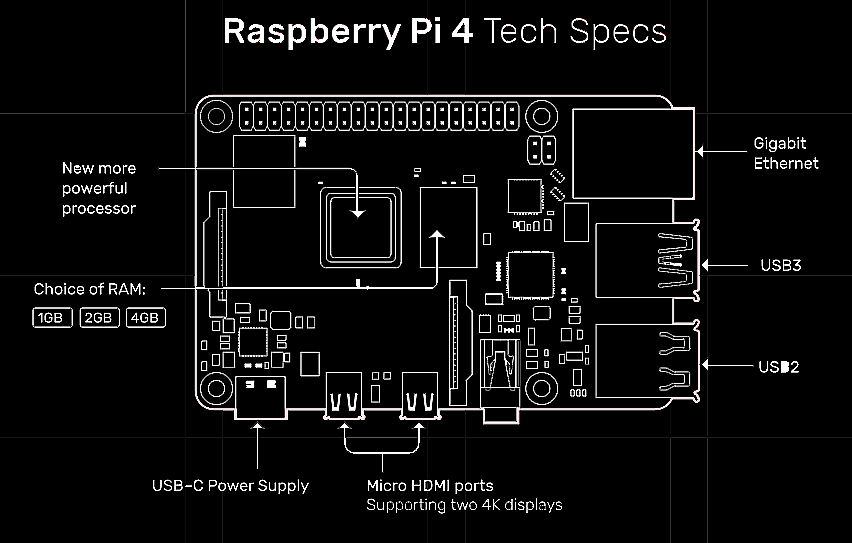 Raspberry Pi 4 Tech Specs
New more
powerful
processor
Gigabit
Ethernet
USB3
Choice of RAM:
1GB 2GB 4GB
USB2
USB-C Power Supply
Micro HDMI ports
Supporting two 4K displays